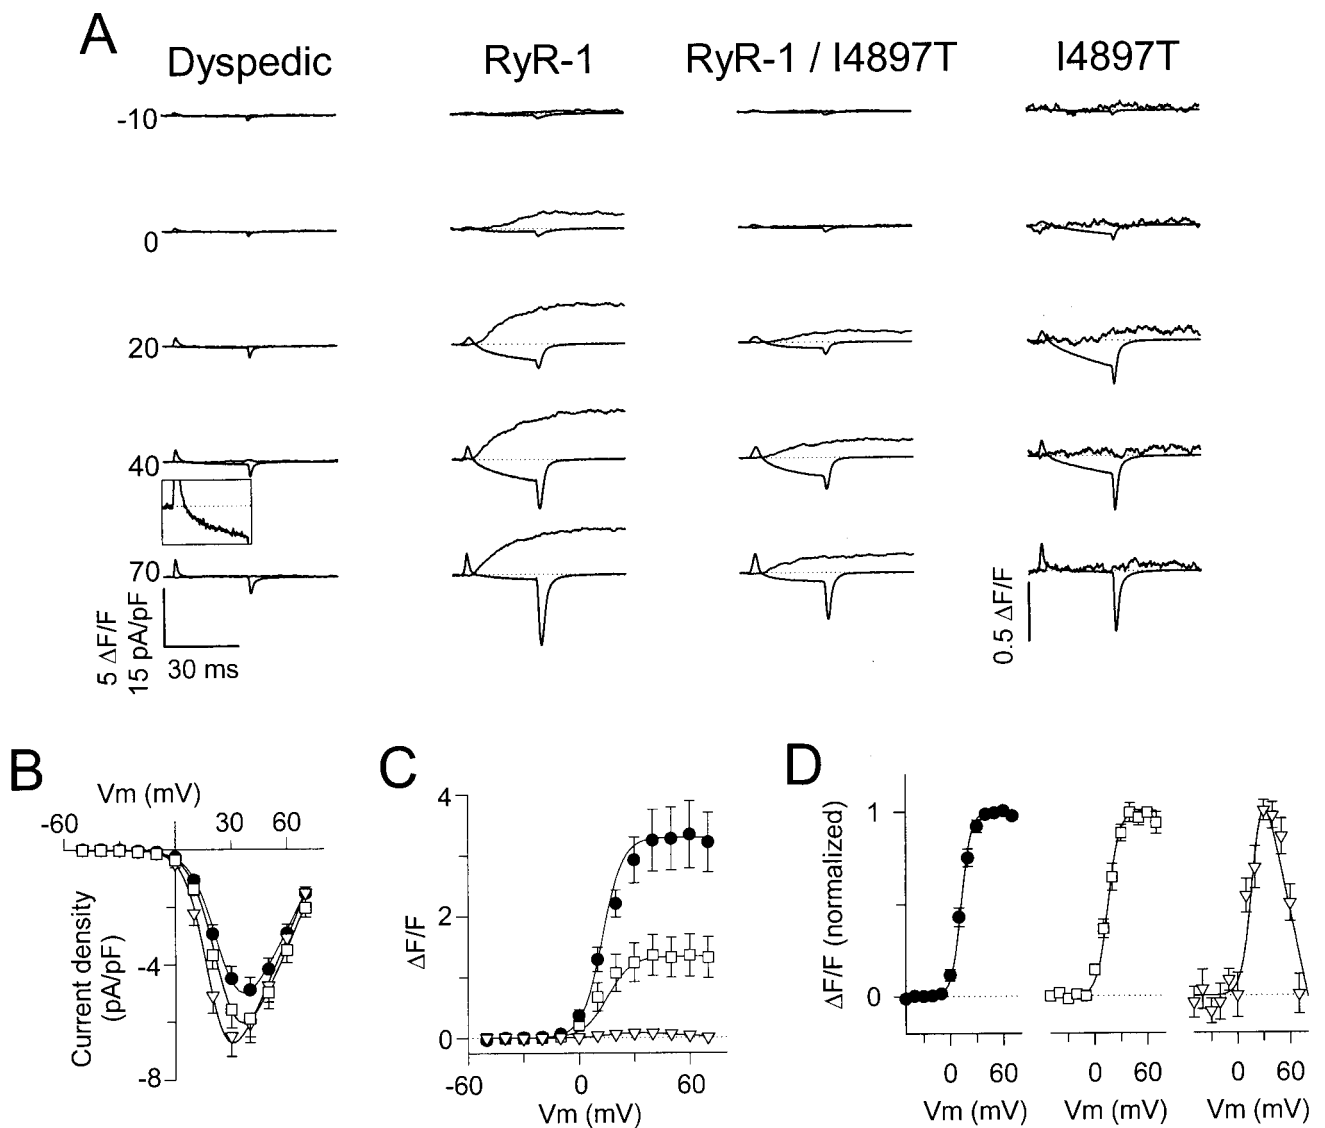 A
Dyspedic RyR-1 RyR-1 / I4897T I4897T
-10
0
20
40
70
5 ΔF/F
15 pA/pF
30 ms
0.5 ΔF/F
B
Vm (mV)
-60 30 60
-4
-8
Current density
(pA/pF)
C
4
2
0
ΔF/F
-60 0 60
Vm (mV)
D
1
0
ΔF/F (normalized)
0 60 0 60 0 60
Vm (mV) Vm (mV) Vm (mV)